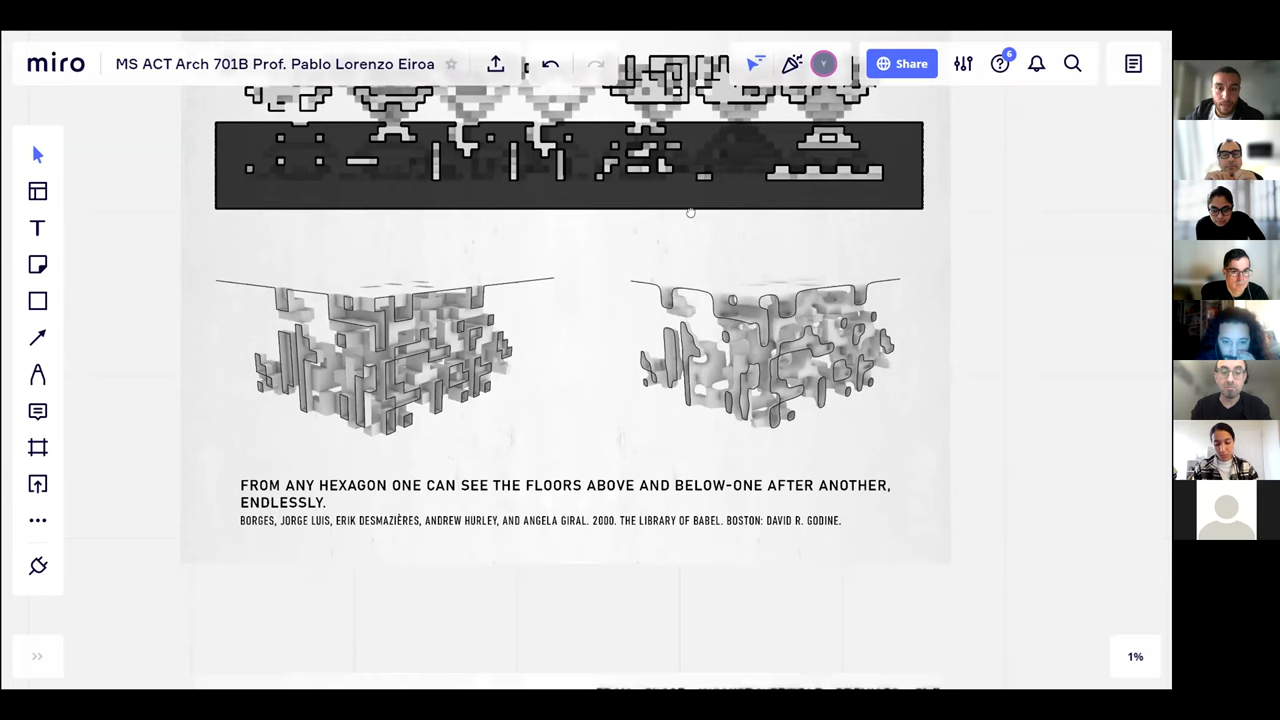 miro
MS ACT Arch 701B Prof. Pablo Lorenzo Eiroa
Y
Share
6
FROM ANY HEXAGON ONE CAN SEE THE FLOORS ABOVE AND BELOW-ONE AFTER ANOTHER,
ENDLESSLY.
BORGES, JORGE LUIS, ERIK DESMAZIÈRES, ANDREW HURLEY, AND ANGELA GIRAL. 2000. THE LIBRARY OF BABEL. BOSTON: DAVID R. GODINE.
1%